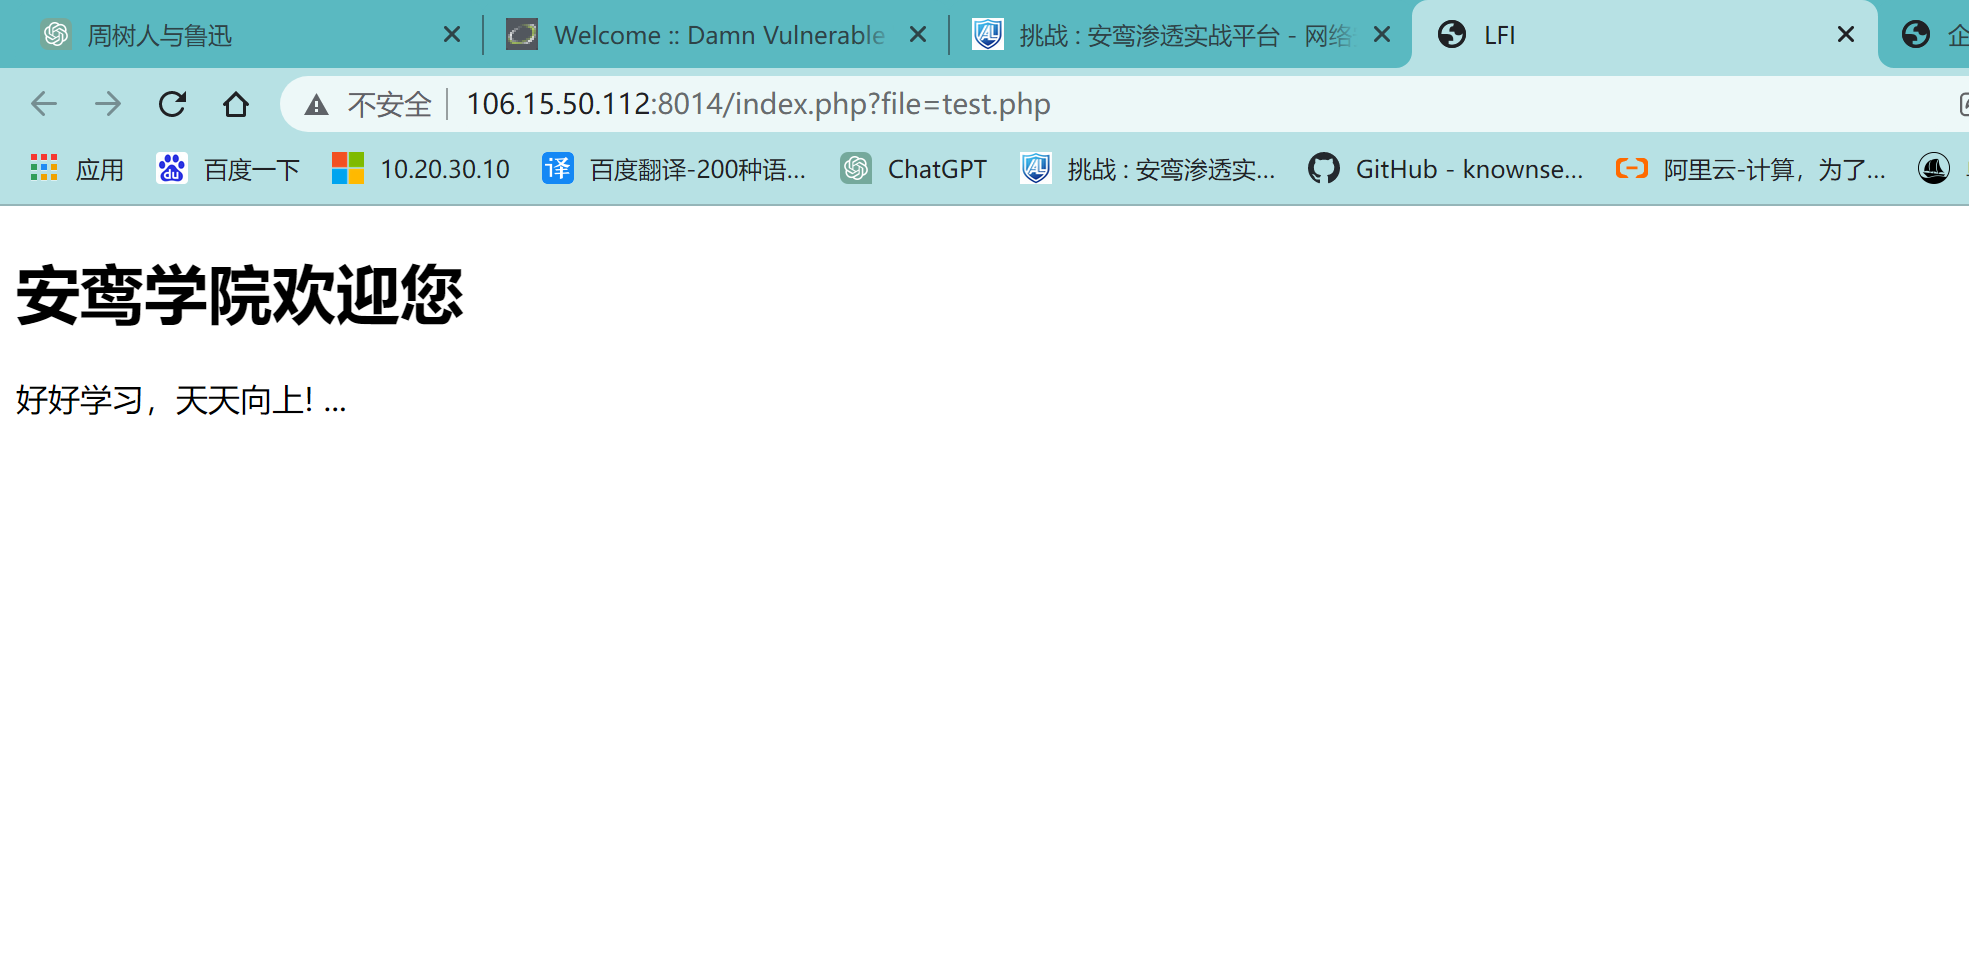 周树人与鲁迅
Welcome :: Damn Vulnerable
挑战 : 安鸾渗透实战平台 - 网络
LFI
企
不安全 106.15.50.112:8014/index.php?file=test.php
应用 百度一下 10.20.30.10 百度翻译-200种语... ChatGPT 挑战 : 安鸾渗透实... GitHub - knownse... 阿里云-计算，为了...
安鸾学院欢迎您
好好学习，天天向上! ...